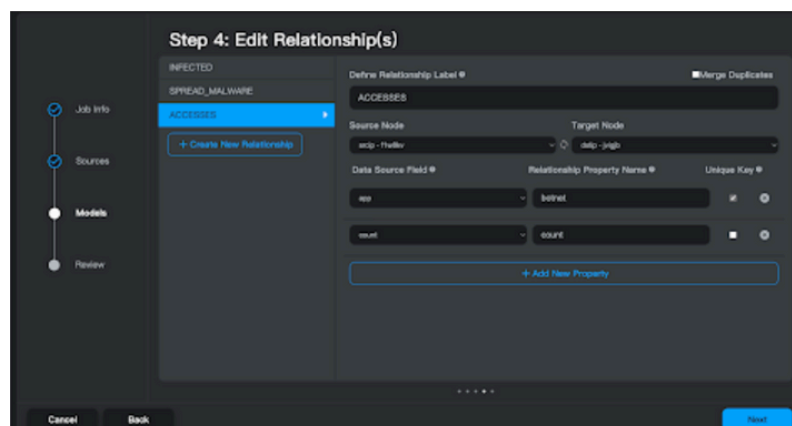 Step 4: Edit Relationship(s)
INFECTED
SPREAD_MALWARE
ACCESSES
+ Create New Relationship
Job Info
Sources
Models
Review
Define Relationship Label
Merge Duplicates
ACCESSES
Source Node
Target Node
srcip -
dstip -
Data Source Field
Relationship Property Name
Unique Key
app
botnet
count
count
+ Add New Property
Cancel
Back
Next